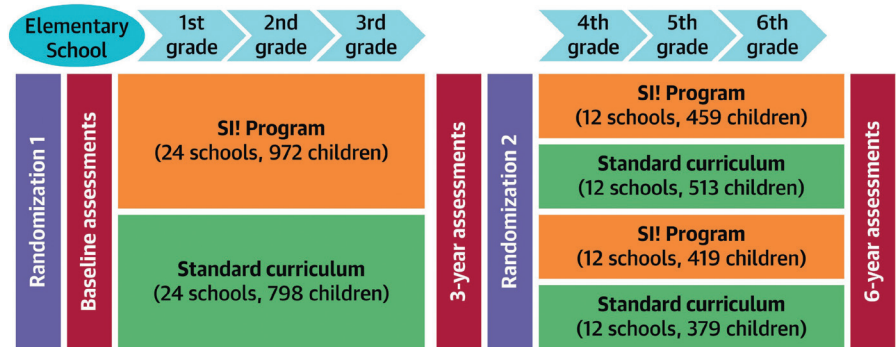 Elementary
School
1st
grade
2nd
grade
3rd
grade
4th
grade
5th
grade
6th
grade
Randomization 1
Baseline assessments
SI! Program
(24 schools, 972 children)
Standard curriculum
(24 schools, 798 children)
3-year assessments
Randomization 2
SI! Program
(12 schools, 459 children)
Standard curriculum
(12 schools, 513 children)
SI! Program
(12 schools, 419 children)
Standard curriculum
(12 schools, 379 children)
6-year assessments